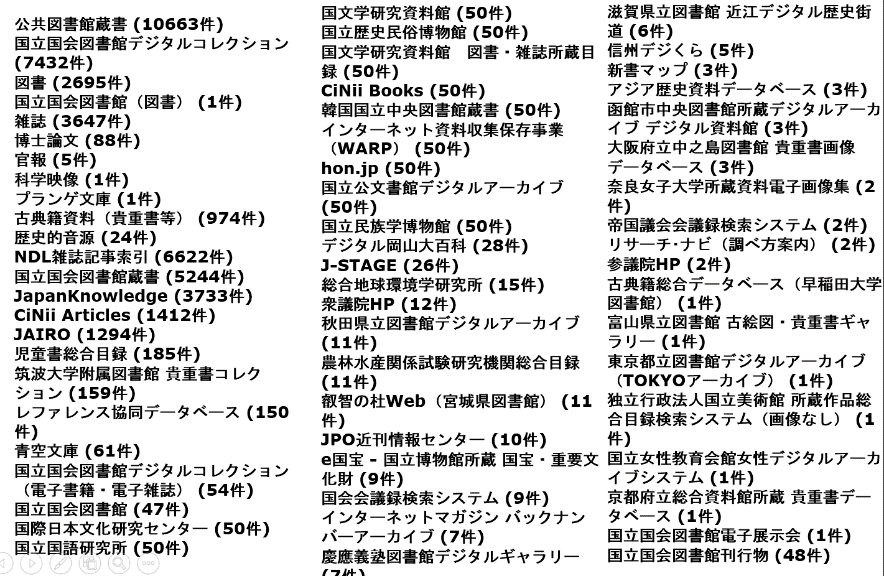 公共図書館蔵書 (10663件)
国立国会図書館デジタルコレクション
(7432件)
図書 (2695件)
国立国会図書館（図書） (1件)
雑誌 (3647件)
博士論文 (88件)
官報 (5件)
科学映像 (1件)
プランゲ文庫 (1件)
古典籍資料（貴重書等） (974件)
歴史的音源 (24件)
NDL雑誌記事索引 (6622件)
国立国会図書館蔵書 (5244件)
JapanKnowledge (3733件)
CiNii Articles (1412件)
JAIRO (1294件)
児童書総合目録 (185件)
筑波大学附属図書館 貴重書コレク
ション (159件)
レファレンス協同データベース (150
件)
青空文庫 (61件)
国立国会図書館デジタルコレクション
（電子書籍・電子雑誌） (54件)
国立国会図書館 (47件)
国際日本文化研究センター (50件)
国立国語研究所 (50件)
国文学研究資料館 (50件)
国立歴史民俗博物館 (50件)
国文学研究資料館　図書・雑誌所蔵目
録 (50件)
CiNii Books (50件)
韓国国立中央図書館蔵書 (50件)
インターネット資料収集保存事業
（WARP） (50件)
hon.jp (50件)
国立公文書館デジタルアーカイブ
(50件)
国立民族学博物館 (50件)
デジタル岡山大百科 (28件)
J-STAGE (26件)
総合地球環境学研究所 (15件)
衆議院HP (12件)
秋田県立図書館デジタルアーカイブ
(11件)
農林水産関係試験研究機関総合目録
(11件)
叡智の杜Web（宮城県図書館） (11
件)
JPO近刊情報センター (10件)
e国宝 - 国立博物館所蔵 国宝・重要文
化財 (9件)
国会会議録検索システム (9件)
インターネットマガジン バックナン
バーアーカイブ (7件)
慶應義塾図書館デジタルギャラリー
(7件)
滋賀県立図書館 近江デジタル歴史街
道 (6件)
信州デジくら (5件)
新書マップ (3件)
アジア歴史資料データベース (3件)
函館市中央図書館所蔵デジタルアーカ
イブ デジタル資料館 (3件)
大阪府立中之島図書館 貴重書画像
データベース (3件)
奈良女子大学所蔵資料電子画像集 (2
件)
帝国議会会議録検索システム (2件)
リサーチ･ナビ（調べ方案内） (2件)
参議院HP (2件)
古典籍総合データベース（早稲田大学
図書館） (1件)
富山県立図書館 古絵図・貴重書ギャ
ラリー (1件)
東京都立図書館デジタルアーカイブ
（TOKYOアーカイブ） (1件)
独立行政法人国立美術館 所蔵作品総
合目録検索システム（画像なし） (1
件)
国立女性教育会館女性デジタルアーカ
イブシステム (1件)
京都府立総合資料館所蔵 貴重書デー
タベース (1件)
国立国会図書館電子展示会 (1件)
国立国会図書館刊行物 (48件)